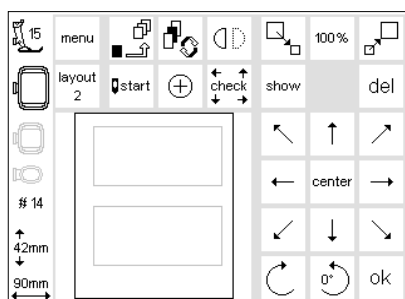 15 menu 100%
layout
2
start check show del
center
# 14
42mm
90mm 0° ok